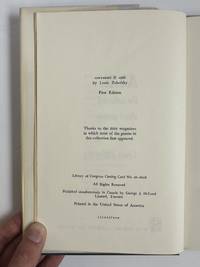 COPYRIGHT © 1966
by Louis Zukofsky
First Edition
Thanks to the little magazines
in which most of the poems in
this collection first appeared.
Library of Congress Catalog Card No.
All Rights Reserved
Published simultaneously in Canada by George J. McLeod
Limited, Toronto
Printed in the United States of America